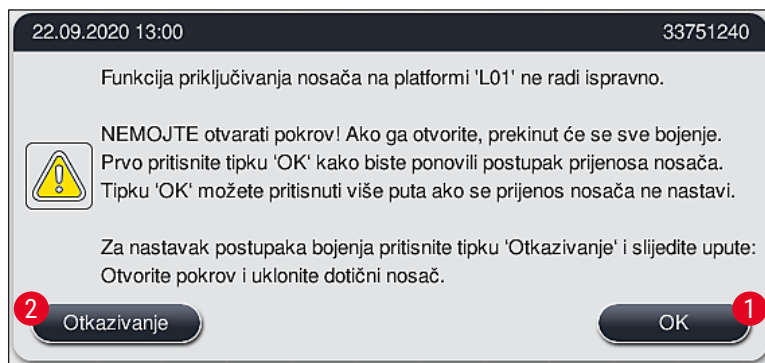 22.09.2020 13:00 33751240
Funkcija priključivanja nosača na platformi 'L01' ne radi ispravno.
NEMOJTE otvarati pokrov! Ako ga otvorite, prekinut će se sve bojenje.
Prvo pritisnite tipku 'OK' kako biste ponovili postupak prijenosa nosača.
Tipku 'OK' možete pritisnuti više puta ako se prijenos nosača ne nastavi.
Za nastavak postupaka bojenja pritisnite tipku 'Otkazivanje' i slijedite upute:
Otvorite pokrov i uklonite dotični nosač.
2 Otkazivanje OK 1